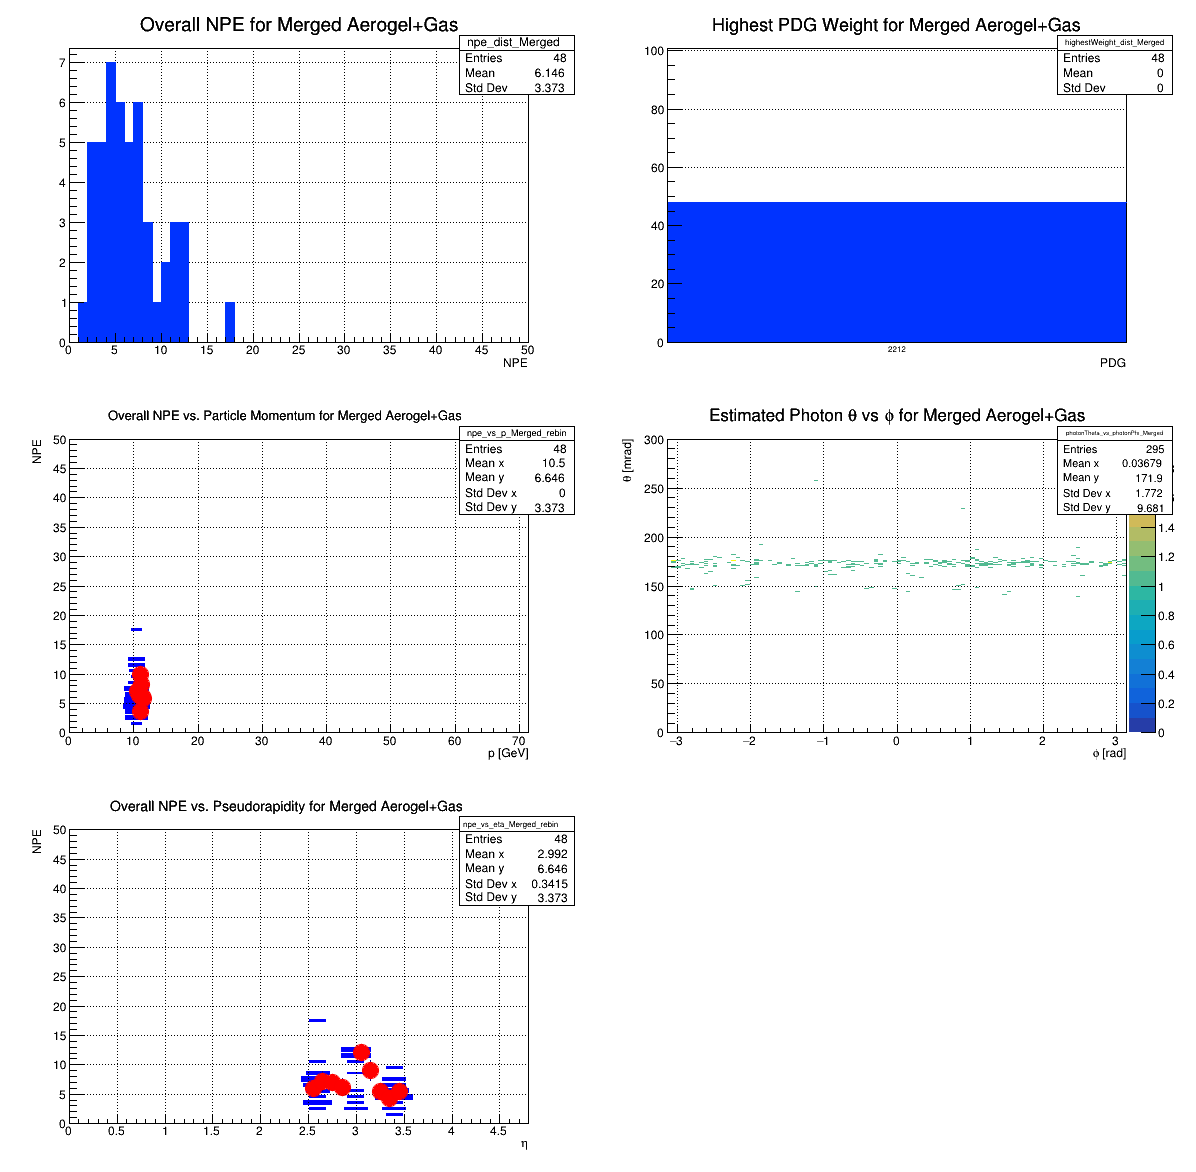 Overall NPE for Merged Aerogel+Gas
npe_dist_Merged
Entries 48
Mean 6.146
Std Dev 3.373
7
6
5
4
3
2
1
0
0 5 10 15 20 25 30 35 40 45 50
NPE
Highest PDG Weight for Merged Aerogel+Gas
highestWeight_dist_Merged
Entries 48
Mean 0
Std Dev 0
100
80
60
40
20
0
2212
PDG
Overall NPE vs. Particle Momentum for Merged Aerogel+Gas
NPE
npe_vs_p_Merged_rebin
Entries 48
Mean x 10.5
Mean y 6.646
Std Dev x 0
Std Dev y 3.373
50
45
40
35
30
25
20
15
10
5
0
0 10 20 30 40 50 60 70
p [GeV]
Estimated Photon θ vs ϕ for Merged Aerogel+Gas
θ [mrad]
photonTheta_vs_photonPhi_Merged
Entries 295
Mean x 0.03679
Mean y 171.9
Std Dev x 1.772
Std Dev y 9.681
300
250
200
150
100
50
0
−3 −2 −1 0 1 2 3
ϕ [rad]
1.4
1.2
1
0.8
0.6
0.4
0.2
0
Overall NPE vs. Pseudorapidity for Merged Aerogel+Gas
NPE
npe_vs_eta_Merged_rebin
Entries 48
Mean x 2.992
Mean y 6.646
Std Dev x 0.3415
Std Dev y 3.373
50
45
40
35
30
25
20
15
10
5
0
0 0.5 1 1.5 2 2.5 3 3.5 4 4.5
η